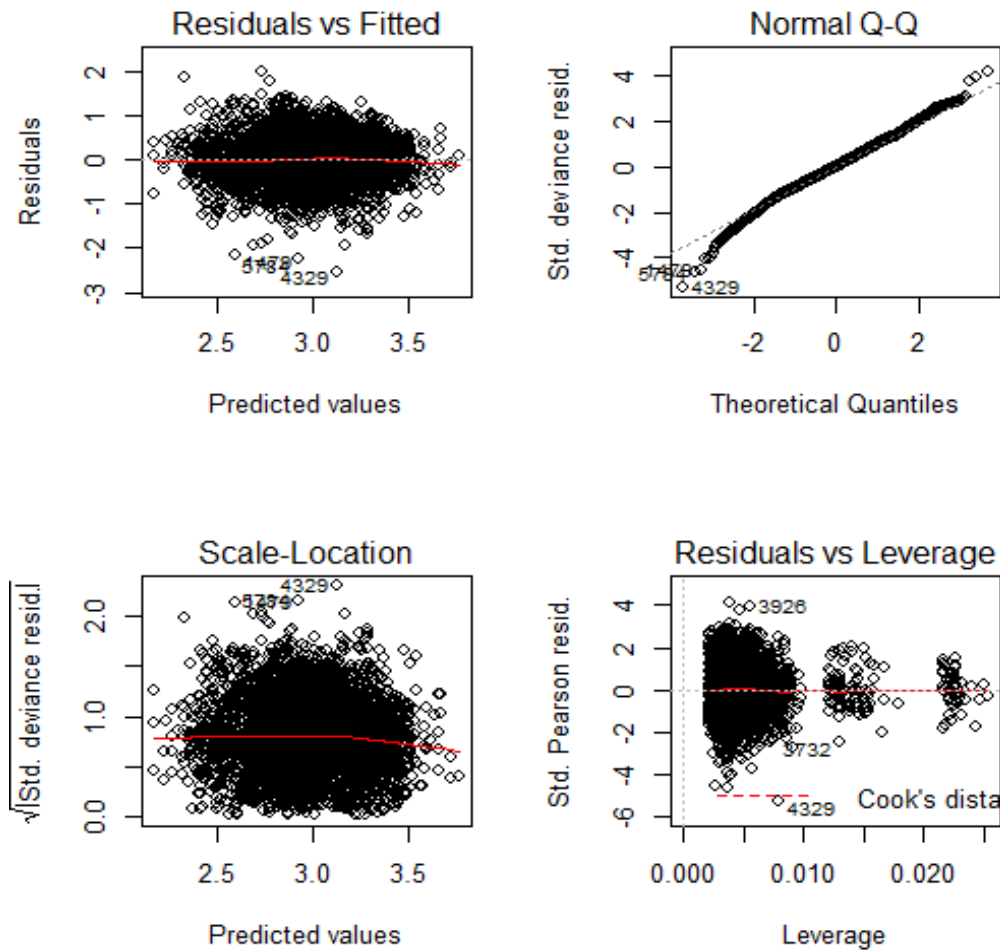 Residuals vs Fitted
Residuals
2
1
0
-1
-2
-3
4329
2.5 3.0 3.5
Predicted values
Normal Q-Q
Std. deviance resid.
4
2
0
-2
-4
4329
-2 0 2
Theoretical Quantiles
Scale-Location
√|Std. deviance resid.|
2.0
1.0
0.0
4329
2.5 3.0 3.5
Predicted values
Residuals vs Leverage
Std. Pearson resid.
4
2
0
-2
-4
-6
3926
3732
4329
Cook's dista
0.000 0.010 0.020
Leverage